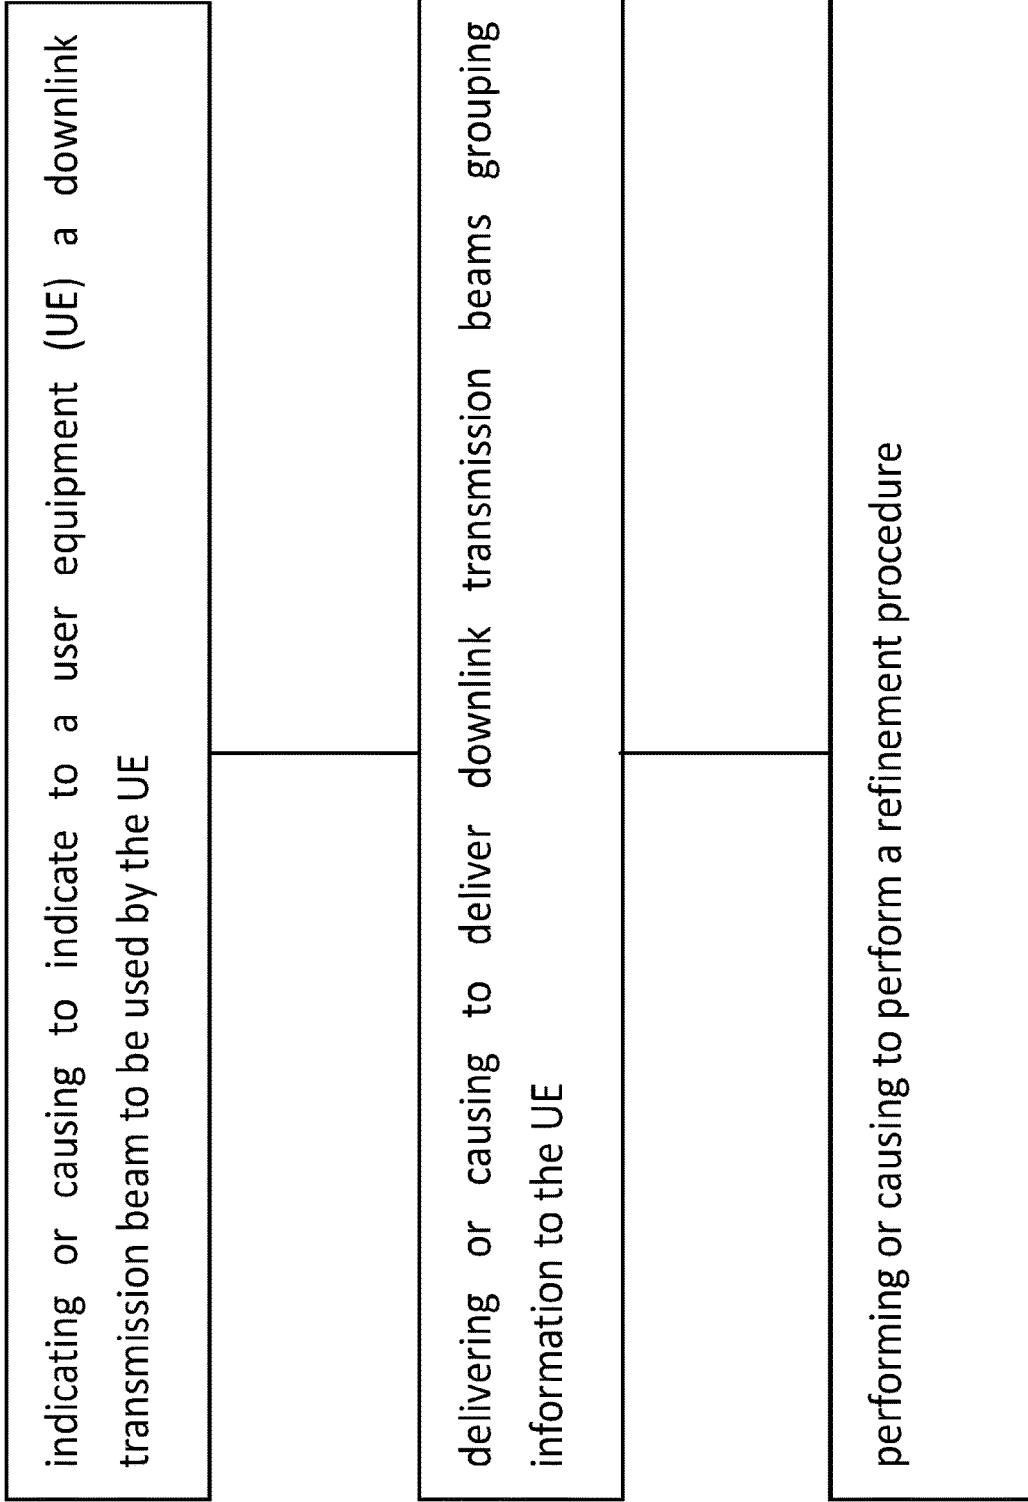 indicating or causing to indicate to a user equipment (UE) a downlink
transmission beam to be used by the UE
delivering or causing to deliver downlink transmission beams grouping
information to the UE
performing or causing to perform a refinement procedure